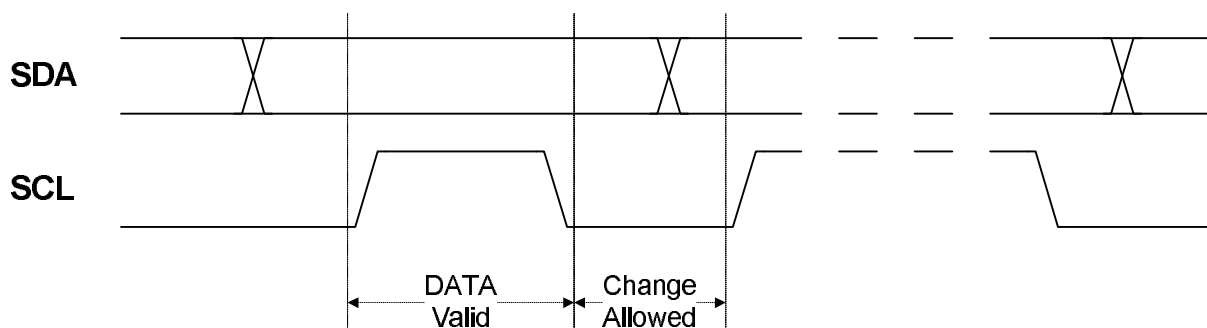 SDA
SCL
DATA
Valid
Change
Allowed